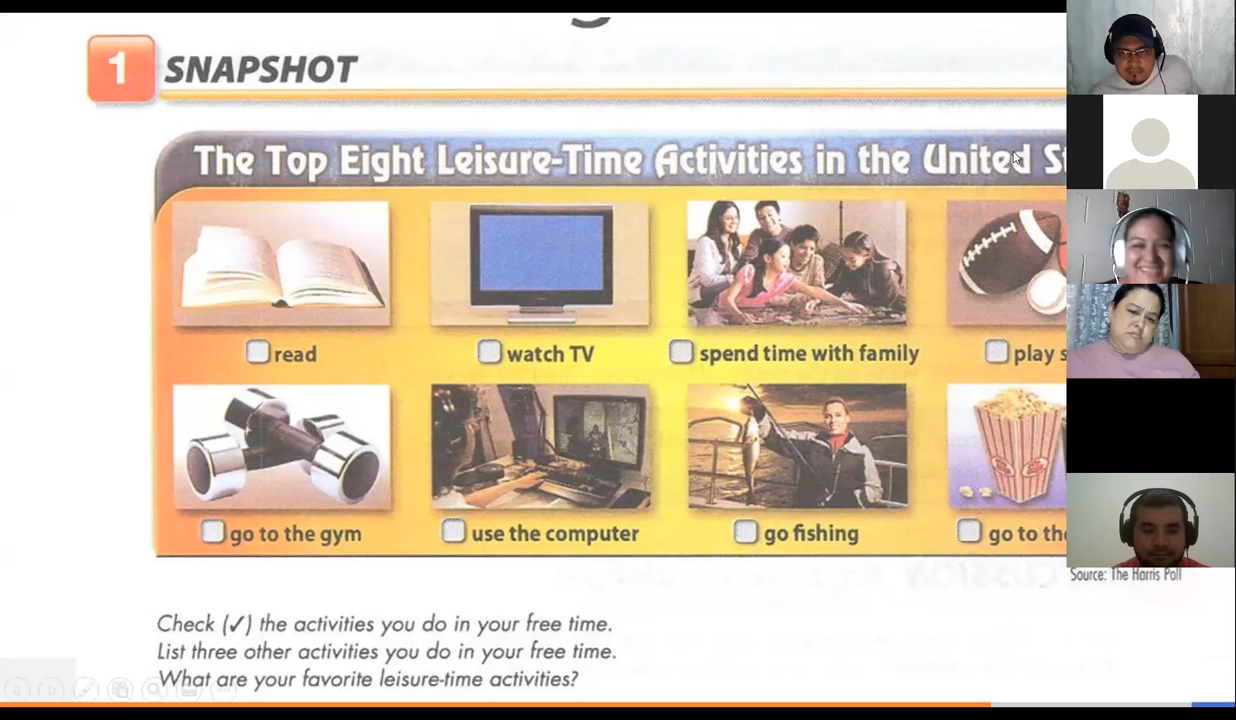 1 SNAPSHOT
The Top Eight Leisure-Time Activities in the United
read
watch TV
spend time with family
play
go to the gym
use the computer
go fishing
go to
Source: The Harris Poll
Check (✓) the activities you do in your free time.
List three other activities you do in your free time.
What are your favorite leisure-time activities?